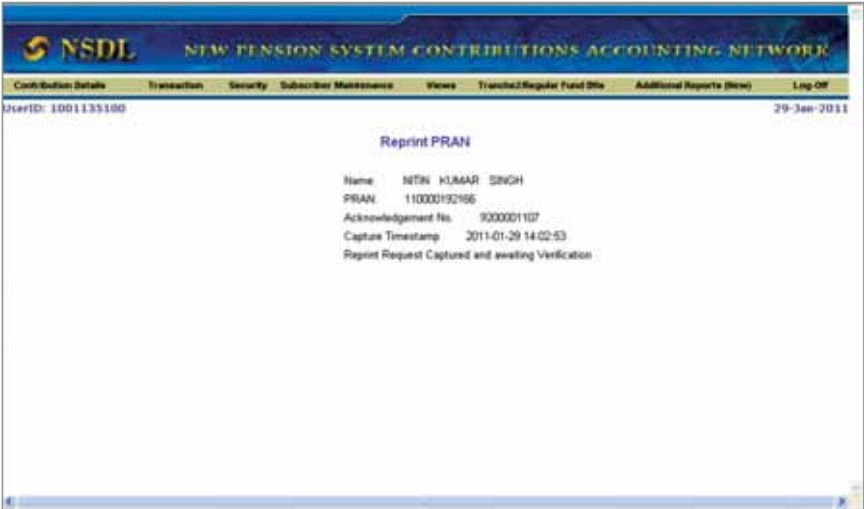 NSDL NEW PENSION SYSTEM CONTRIBUTIONS ACCOUNTING NETWORK
Contribution Details Transaction Security Subscriber Maintenance Views TrancheI/Regular Fund Dtls Additional Reports (New) Log-Off
UserID: 1001135100 29-Jan-2011
Reprint PRAN
Name NITIN KUMAR SINGH
PRAN 110000192166
Acknowledgement No. 9200001107
Capture Timestamp 2011-01-29 14:02:53
Reprint Request Captured and awaiting Verification